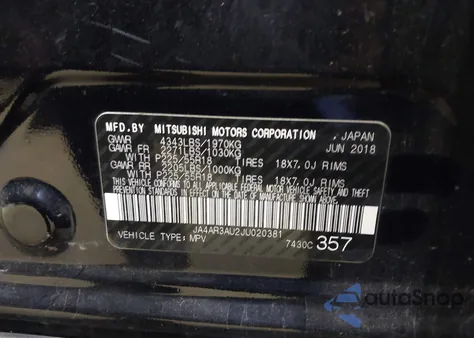 MFD.BY MITSUBISHI MOTORS CORPORATION , JAPAN
GVWR 4343LBS/1970KG JUN 2018
GAWR FR 2271LBS/1030KG
WITH P225/55R18 TIRES 18X7.0J RIMS
GAWR RR 2205LBS/1000KG
WITH P225/55R18 TIRES 18X7.0J RIMS
THIS VEHICLE CONFORMS TO ALL APPLICABLE FEDERAL MOTOR VEHICLE SAFETY AND
THEFT PREVENTION STANDARDS IN EFFECT ON THE DATE OF MANUFACTURE SHOWN ABOVE.
JA4AR3AU2JU020381
VEHICLE TYPE:MPV 7430C 357
autoSnap